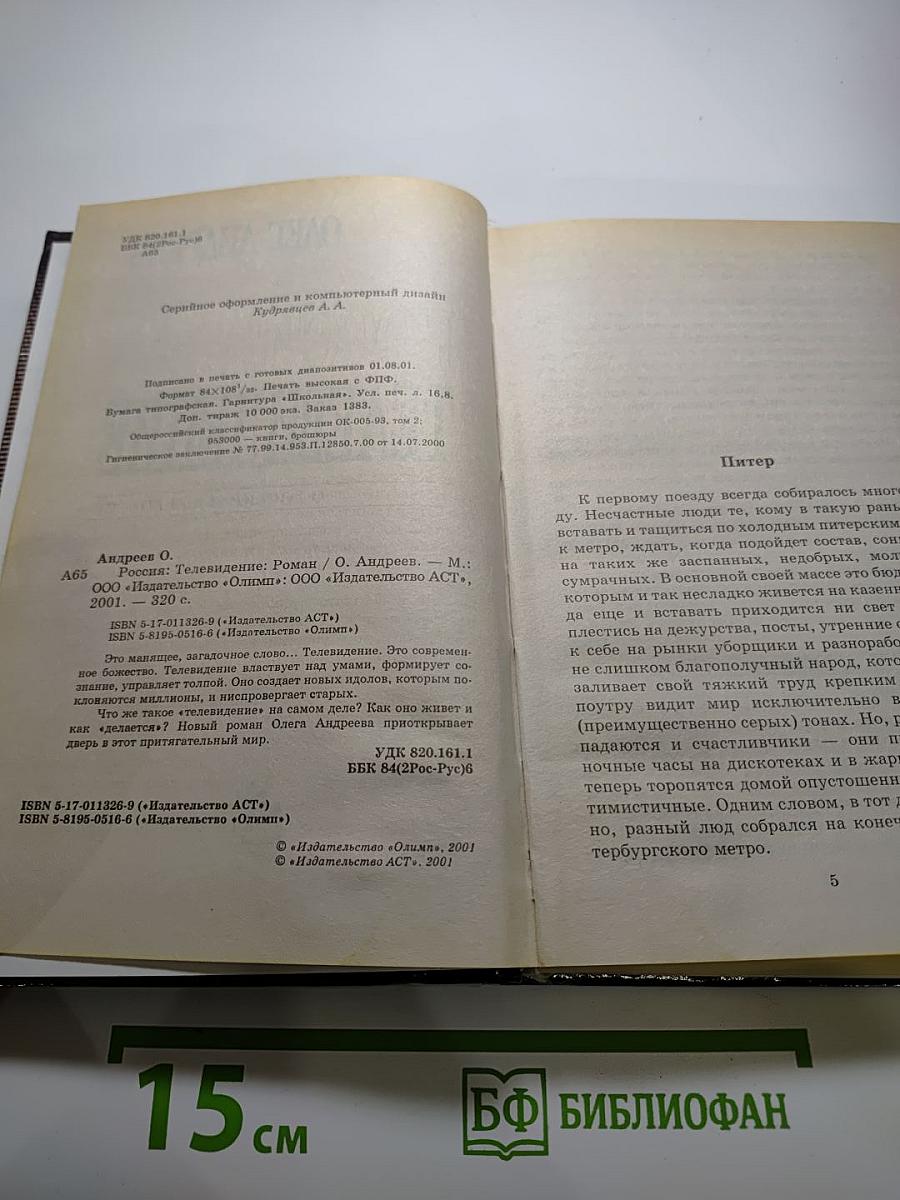 УДК 820.161.1
ББК 84(2Рос-Рус)6
А65
Серийное оформление и компьютерный дизайн
Кудрявцев А. А.
Подписано в печать с готовых диапозитивов 01.08.01.
Формат 84×108¹/₃₂. Печать высокая с ФПФ.
Бумага типографская. Гарнитура «Школьная». Усл. печ. л. 16,8.
Доп. тираж 10 000 экз. Заказ 1383.
Общероссийский классификатор продукции ОК-005-93, том 2;
953000 — книги, брошюры
Гигиеническое заключение № 77.99.14.953.П.12850.7.00 от 14.07.2000
Андреев О.
А65 Россия: Телевидение: Роман / О. Андреев. — М.:
ООО «Издательство «Олимп»: ООО «Издательство АСТ»,
2001. — 320 с.
ISBN 5-17-011326-9 («Издательство АСТ»)
ISBN 5-8195-0516-6 («Издательство «Олимп»)
Это манящее, загадочное слово... Телевидение. Это современ-
ное божество. Телевидение властвует над умами, формирует со-
знание, управляет толпой. Оно создает новых идолов, которым по-
клоняются миллионы, и ниспровергает старых.
Что же такое «телевидение» на самом деле? Как оно живет и
как «делается»? Новый роман Олега Андреева приоткрывает
дверь в этот притягательный мир.
УДК 820.161.1
ББК 84(2Рос-Рус)6
ISBN 5-17-011326-9 («Издательство АСТ»)
ISBN 5-8195-0516-6 («Издательство «Олимп»)
© «Издательство «Олимп», 2001
© «Издательство АСТ», 2001
Питер
К первому поезду всегда собиралось мног
ду. Несчастные люди те, кому в такую рань
вставать и тащиться по холодным питерским
к метро, ждать, когда подойдет состав, сон
на таких же заспанных, недобрых, мол
сумрачных. В основной своей массе это бюд
которым и так несладко живется на казенн
да еще и вставать приходится ни свет
плестись на дежурства, посты, утренние
к себе на рынки уборщики и разнорабо
не слишком благополучный народ, кото
заливает свой тяжкий труд крепким
поутру видит мир исключительно в
(преимущественно серых) тонах. Но, р
падаются и счастливчики — они п
ночные часы на дискотеках и в жар
теперь торопятся домой опустошенн
тимистичные. Одним словом, в тот д
но, разный люд собрался на конеч
тербургского метро.
5
15 см
БФ БИБЛИОФАН